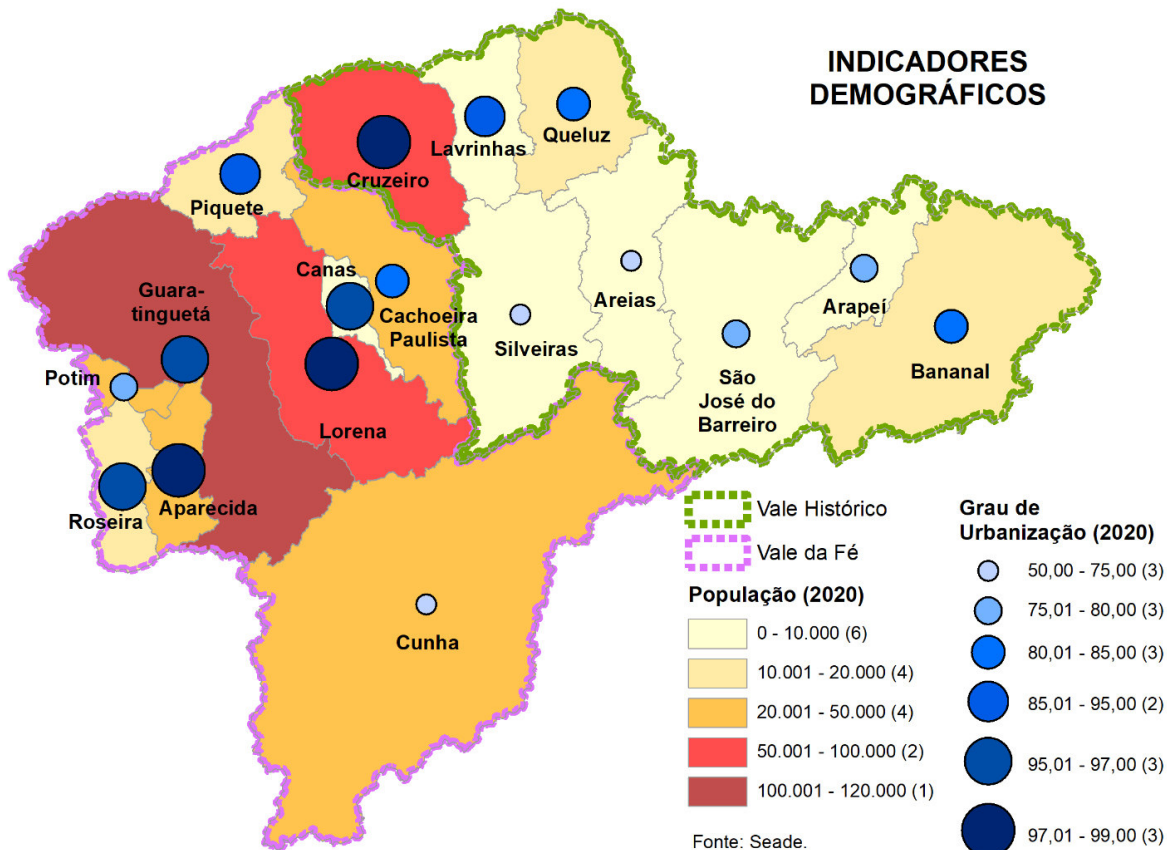 INDICADORES
DEMOGRÁFICOS
Lavrinhas
Queluz
Cruzeiro
Piquete
Canas
Guara-
tinguetá
Cachoeira
Paulista
Areias
Arapeí
Silveiras
Potim
Bananal
São
José do
Barreiro
Lorena
Aparecida
Roseira
Cunha
Vale Histórico
Vale da Fé
População (2020)
0 - 10.000 (6)
10.001 - 20.000 (4)
20.001 - 50.000 (4)
50.001 - 100.000 (2)
100.001 - 120.000 (1)
Fonte: Seade.
Grau de
Urbanização (2020)
50,00 - 75,00 (3)
75,01 - 80,00 (3)
80,01 - 85,00 (3)
85,01 - 95,00 (2)
95,01 - 97,00 (3)
97,01 - 99,00 (3)